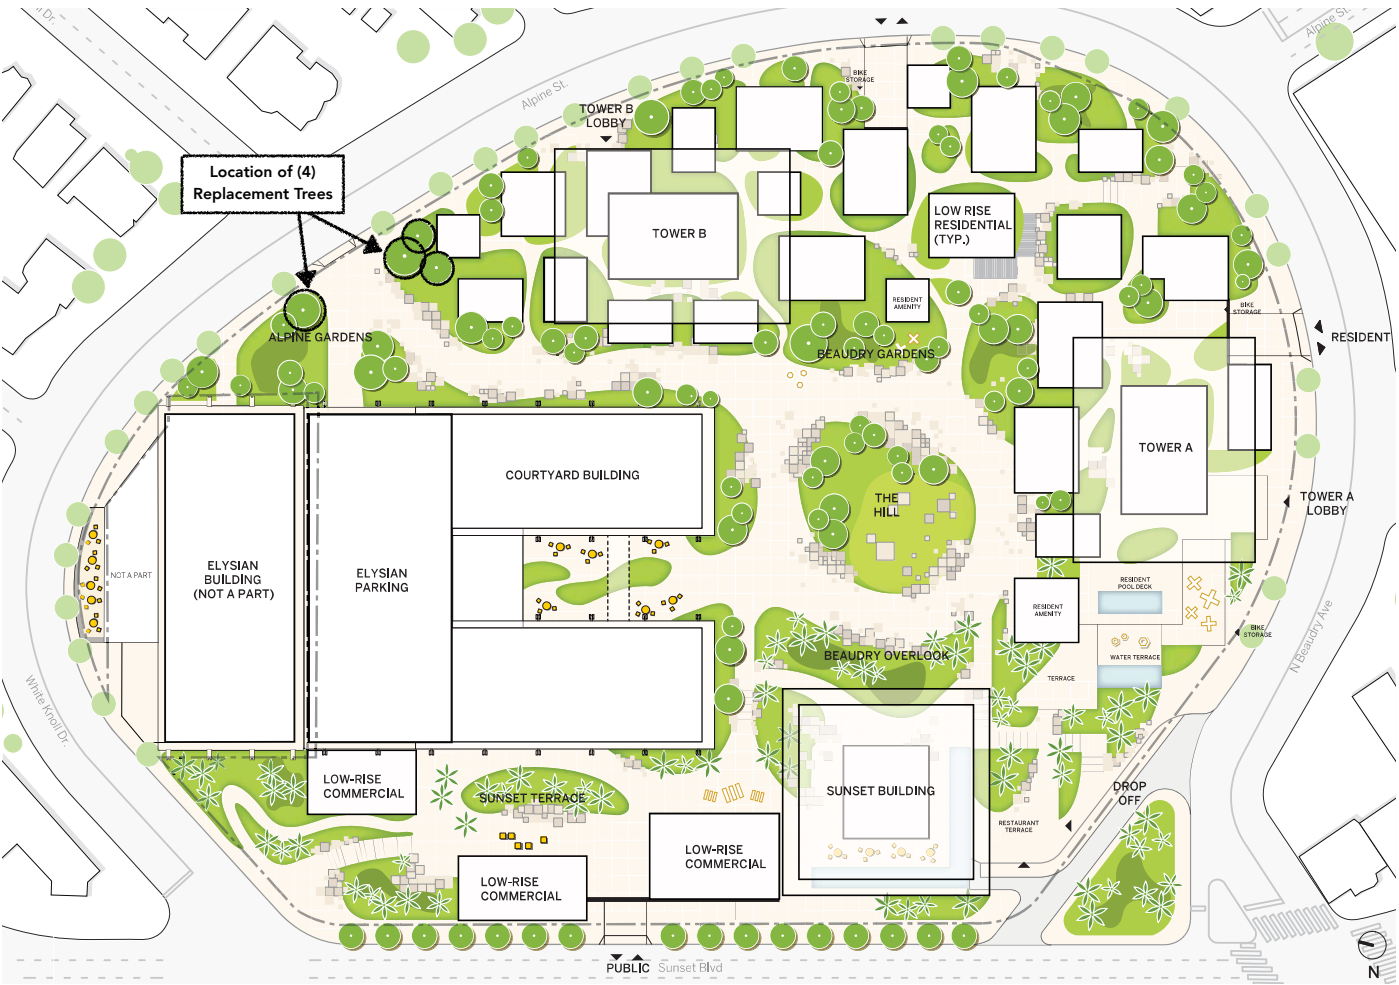 ll Dr.
Alpine St.
Alpine St.
BIKE
STORAGE
TOWER B
LOBBY
Location of (4)
Replacement Trees
LOW RISE
RESIDENTIAL
(TYP.)
TOWER B
RESIDENT
AMENITY
BIKE
STORAGE
ALPINE GARDENS
RESIDENT
BEAUDRY GARDENS
COURTYARD BUILDING
TOWER A
THE
HILL
TOWER A
LOBBY
NOT A PART
ELYSIAN
BUILDING
(NOT A PART)
ELYSIAN
PARKING
RESIDENT
POOL DECK
RESIDENT
AMENITY
BIKE
STORAGE
N Beaudry Ave
BEAUDRY OVERLOOK
WATER TERRACE
TERRACE
White Knoll Dr.
LOW-RISE
COMMERCIAL
SUNSET TERRACE
SUNSET BUILDING
DROP
OFF
RESTAURANT
TERRACE
LOW-RISE
COMMERCIAL
LOW-RISE
COMMERCIAL
PUBLIC Sunset Blvd
N